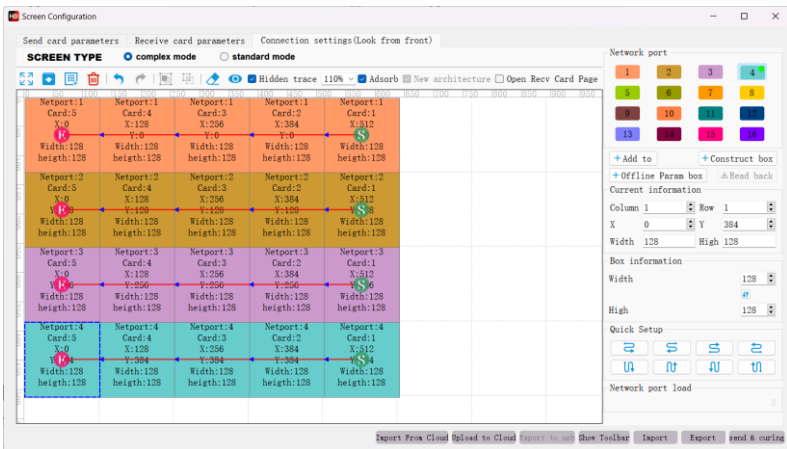 HD Screen Configuration
Send card parameters Receive card parameters Connection settings(Look from front)
SCREEN TYPE complex mode standard mode
Hidden trace 110% Adsorb New architecture Open Recv Card Page
Netport:1 Netport:1 Netport:1 Netport:1 Netport:1
Card:5 Card:4 Card:3 Card:2 Card:1
X:0 X:128 X:256 X:384 X:512
E Y:0 Y:0 Y:0 S
Width:128 Width:128 Width:128 Width:128 Width:128
heigth:128 heigth:128 heigth:128 heigth:128 heigth:128
Netport:2 Netport:2 Netport:2 Netport:2 Netport:2
Card:5 Card:4 Card:3 Card:2 Card:1
X:0 X:128 X:256 X:384 X:512
E Y:128 Y:128 Y:128 S
Width:128 Width:128 Width:128 Width:128 Width:128
heigth:128 heigth:128 heigth:128 heigth:128 heigth:128
Netport:3 Netport:3 Netport:3 Netport:3 Netport:3
Card:5 Card:4 Card:3 Card:2 Card:1
X:0 X:128 X:256 X:384 X:512
E Y:256 Y:256 Y:256 S
Width:128 Width:128 Width:128 Width:128 Width:128
heigth:128 heigth:128 heigth:128 heigth:128 heigth:128
Netport:4 Netport:4 Netport:4 Netport:4 Netport:4
Card:5 Card:4 Card:3 Card:2 Card:1
X:0 X:128 X:256 X:384 X:512
E Y:384 Y:384 Y:384 S
Width:128 Width:128 Width:128 Width:128 Width:128
heigth:128 heigth:128 heigth:128 heigth:128 heigth:128
Network port
1 2 3 4
5 6 7 8
9 10 11 12
13 14 15 16
+Add to +Construct box
+Offline Param box Read back
Current information
Column 1 Row 1
X 0 Y 384
Width 128 High 128
Box information
Width 128
High 128
Quick Setup
Network port load
Import From Cloud Upload to Cloud Export to usb Show Toolbar Import Export send & curing